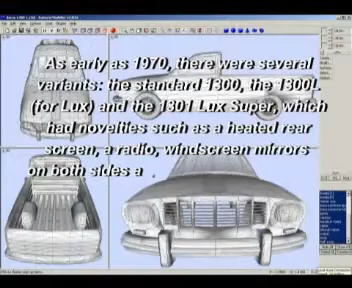 As early as 1970, there were several
variants: the standard 1300, the 1300L
(for Lux) and the 1301 Lux Super, which
had novelties such as a heated rear
screen, a radio, windscreen mirrors
on both sides a